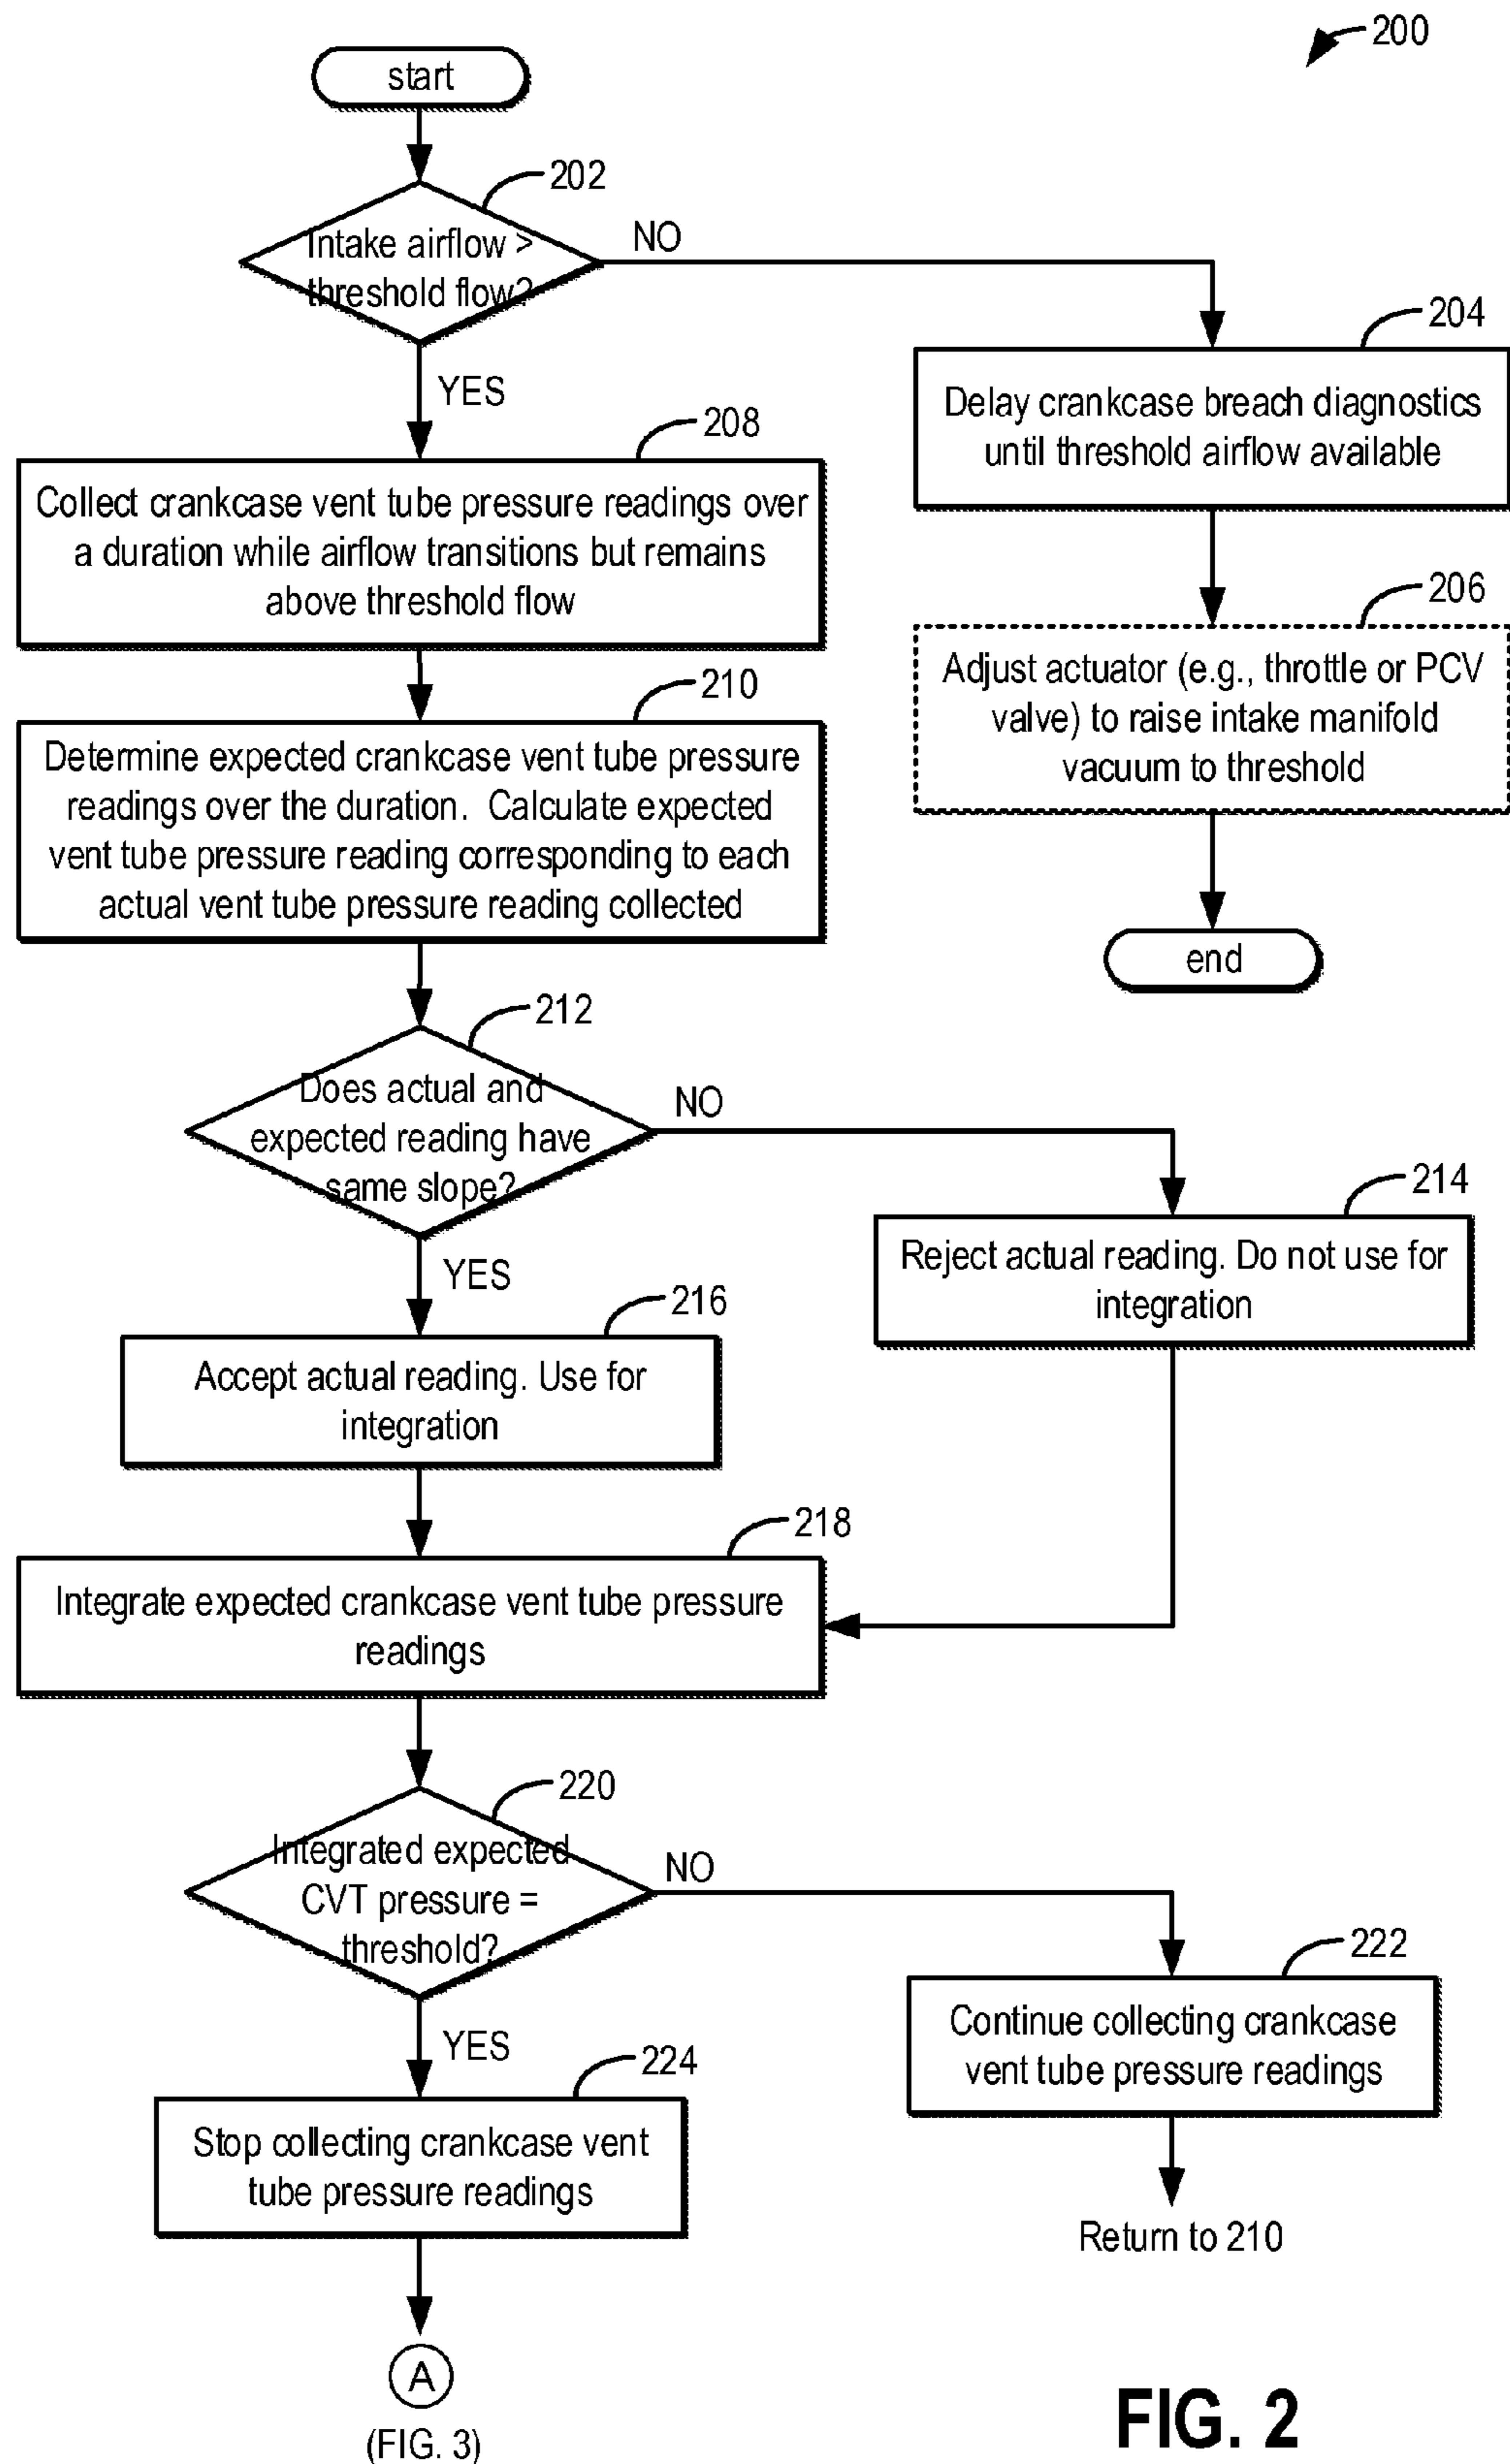 200
start
202
Intake airflow >
threshold flow?
NO
YES
204
Delay crankcase breach diagnostics
until threshold airflow available
208
Collect crankcase vent tube pressure readings over
a duration while airflow transitions but remains
above threshold flow
206
Adjust actuator (e.g., throttle or PCV
valve) to raise intake manifold
vacuum to threshold
210
Determine expected crankcase vent tube pressure
readings over the duration. Calculate expected
vent tube pressure reading corresponding to each
actual vent tube pressure reading collected
end
212
Does actual and
expected reading have
same slope?
NO
YES
214
Reject actual reading. Do not use for
integration
216
Accept actual reading. Use for
integration
218
Integrate expected crankcase vent tube pressure
readings
220
Integrated expected
CVT pressure =
threshold?
NO
YES
222
Continue collecting crankcase
vent tube pressure readings
224
Stop collecting crankcase vent
tube pressure readings
Return to 210
A
(FIG. 3)
FIG. 2